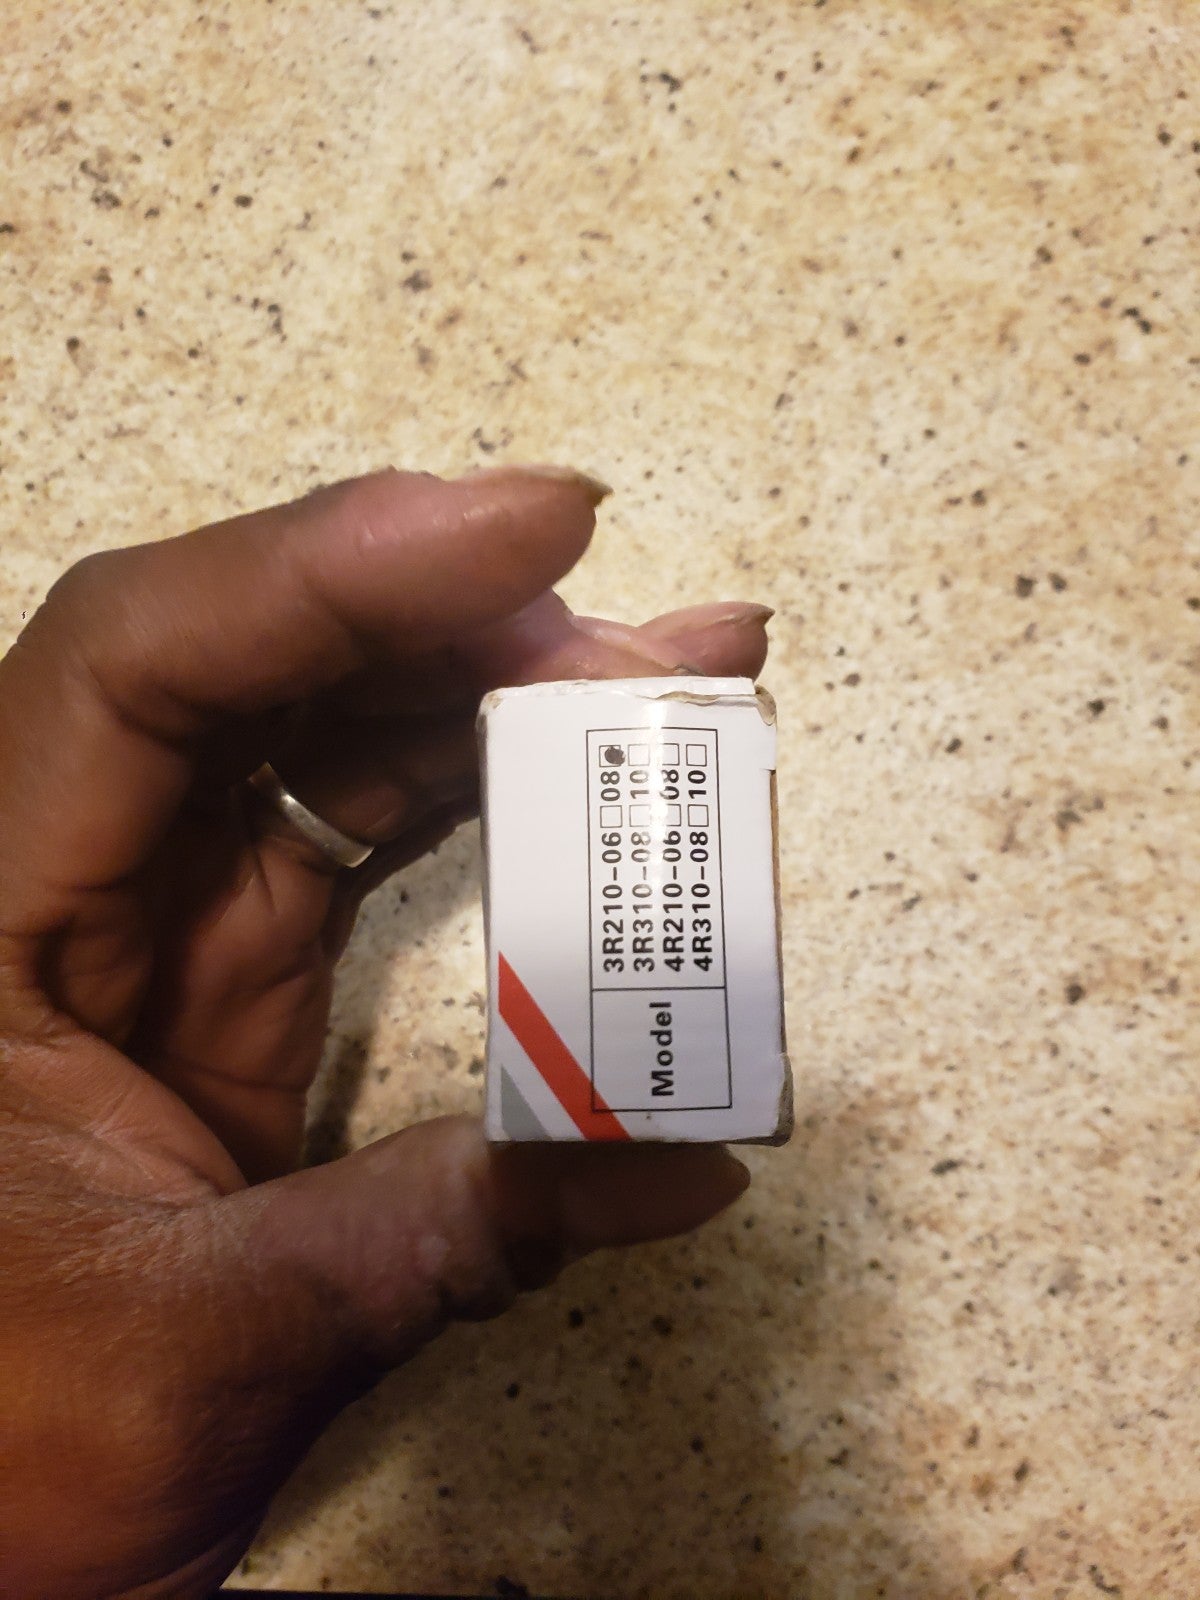 Model
3R210-06 □ 08 ■
3R310-08 □ 10 □
4R210-06 □ 08 □
4R310-08 □ 10 □